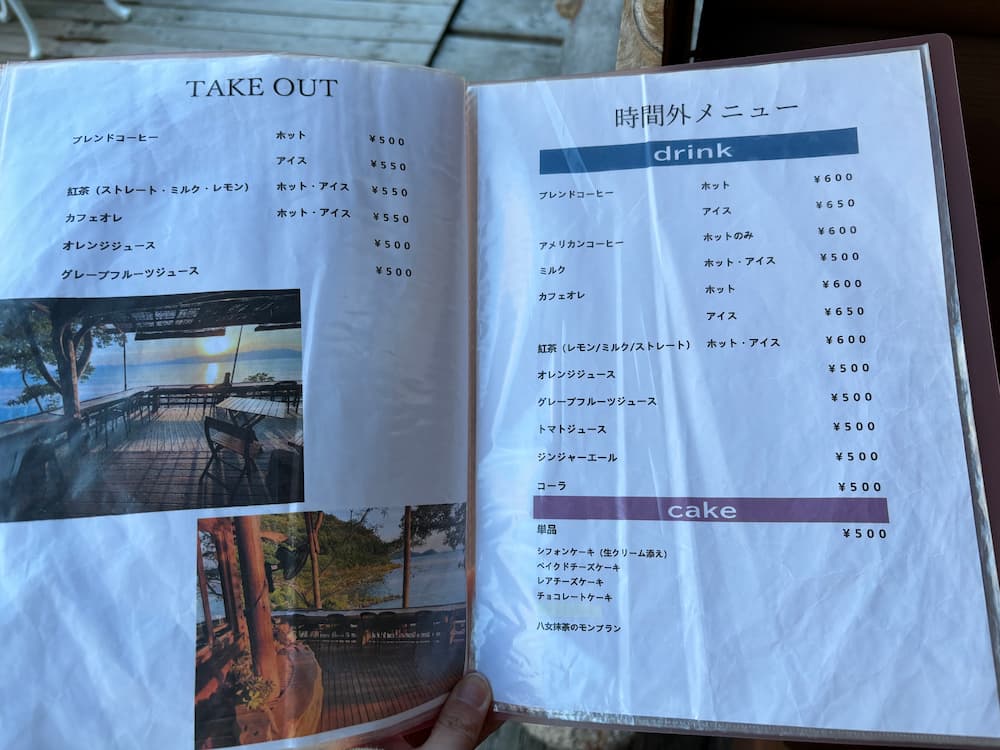 TAKE OUT
ブレンドコーヒー ホット ¥500
アイス ¥550
紅茶（ストレート・ミルク・レモン） ホット・アイス ¥550
カフェオレ ホット・アイス ¥550
オレンジジュース ¥500
グレープフルーツジュース ¥500
時間外メニュー
drink
ブレンドコーヒー ホット ¥600
アイス ¥650
アメリカンコーヒー ホットのみ ¥600
ミルク ホット・アイス ¥500
カフェオレ ホット ¥600
アイス ¥650
紅茶（レモン/ミルク/ストレート） ホット・アイス ¥600
オレンジジュース ¥500
グレープフルーツジュース ¥500
トマトジュース ¥500
ジンジャーエール ¥500
コーラ ¥500
cake
単品 ¥500
シフォンケーキ（生クリーム添え）
ベイクドチーズケーキ
レアチーズケーキ
チョコレートケーキ
八女抹茶のモンブラン